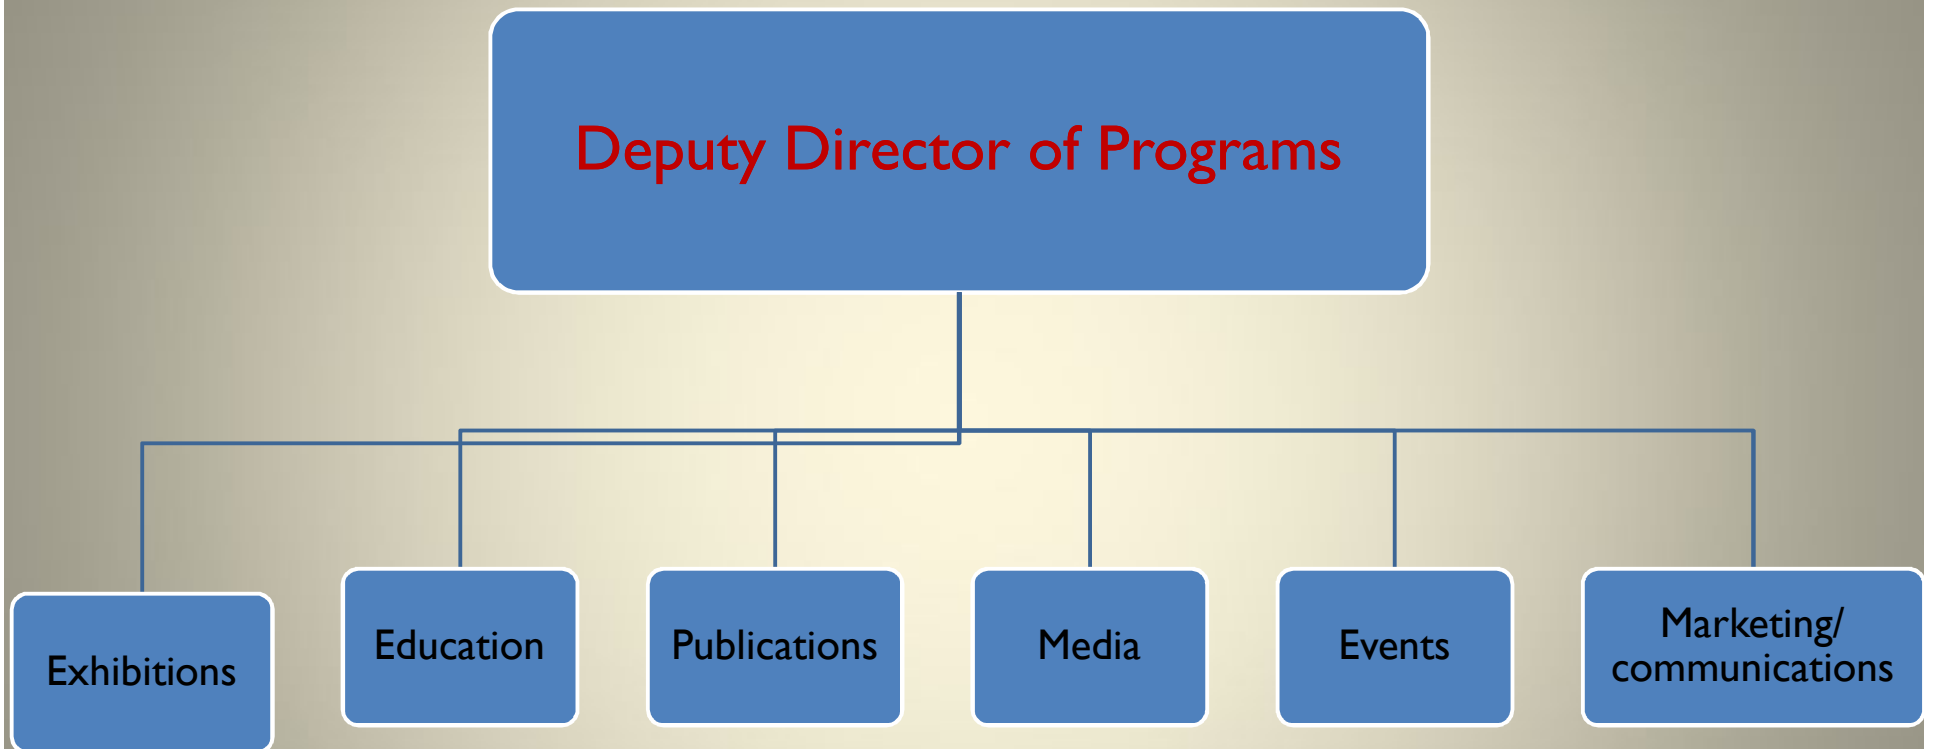 Deputy Director of Programs
Exhibitions
Education
Publications
Media
Events
Marketing/
communications